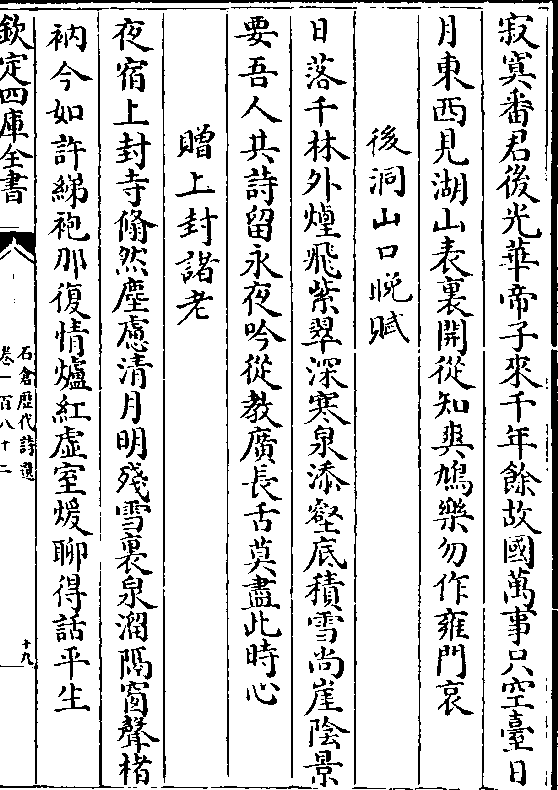 寂寞番君後光華帝子來千年餘故國萬事只空臺日
月東西見湖山表裏開從知爽鳩樂勿作雍門哀
後洞山口晚賦
日落千林外煙飛紫翠深寒泉添壑底積雪尚崖陰景
要吾人共詩留永夜吟從教廣長舌莫盡此時心
贈上封諸老
夜宿上封寺翛然塵慮清月明殘雪裏泉溜隔窗聲楮
衲今如許綈袍那復情爐紅虛室煖聊得話平生
欽定四庫全書
石倉歷代詩選
卷一百八十二
十九